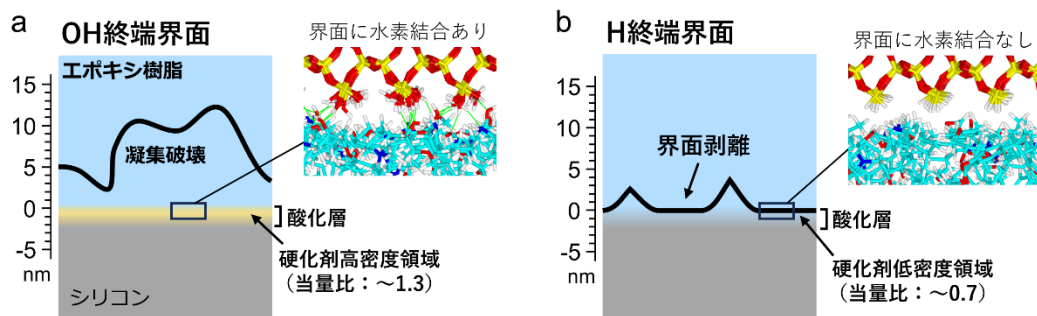 a
OH終端界面
界面に水素結合あり
エポキシ樹脂
15
10
5
0
-5
nm
凝集破壊
酸化層
硬化剤高密度領域
（当量比：～1.3）
シリコン
b
H終端界面
界面に水素結合なし
15
10
5
0
-5
nm
界面剥離
酸化層
硬化剤低密度領域
（当量比：～0.7）